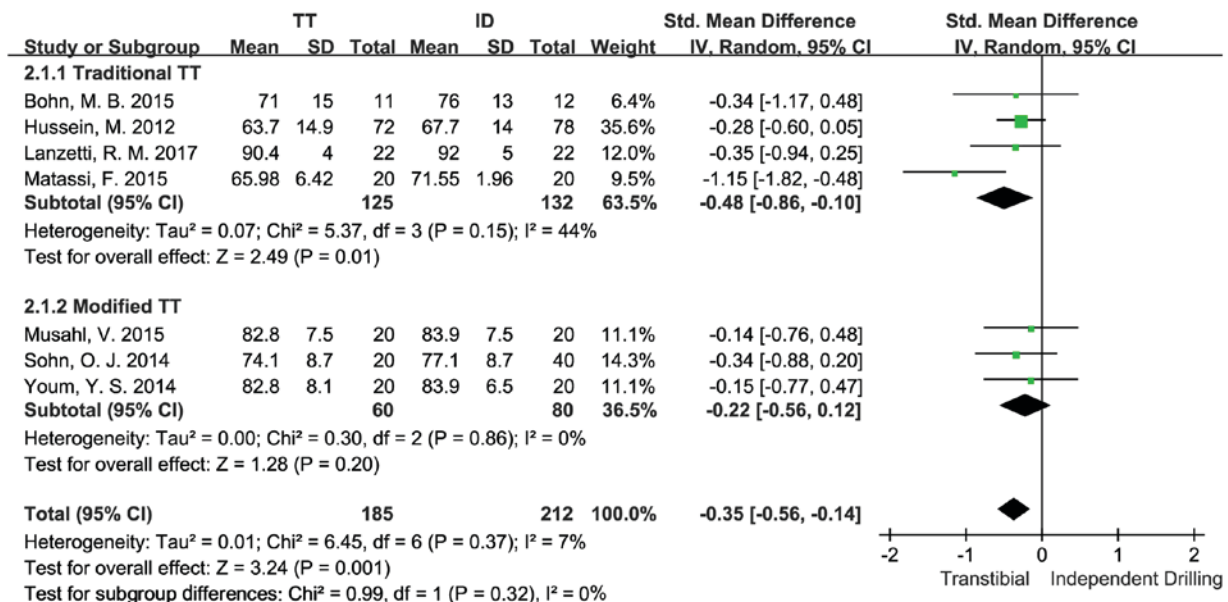 TT ID Std. Mean Difference Std. Mean Difference
Study or Subgroup Mean SD Total Mean SD Total Weight IV, Random, 95% CI IV, Random, 95% CI
2.1.1 Traditional TT
Bohn, M. B. 2015 71 15 11 76 13 12 6.4% -0.34 [-1.17, 0.48]
Hussein, M. 2012 63.7 14.9 72 67.7 14 78 35.6% -0.28 [-0.60, 0.05]
Lanzetti, R. M. 2017 90.4 4 22 92 5 22 12.0% -0.35 [-0.94, 0.25]
Matassi, F. 2015 65.98 6.42 20 71.55 1.96 20 9.5% -1.15 [-1.82, -0.48]
Subtotal (95% CI) 125 132 63.5% -0.48 [-0.86, -0.10]
Heterogeneity: Tau² = 0.07; Chi² = 5.37, df = 3 (P = 0.15); I² = 44%
Test for overall effect: Z = 2.49 (P = 0.01)
2.1.2 Modified TT
Musahl, V. 2015 82.8 7.5 20 83.9 7.5 20 11.1% -0.14 [-0.76, 0.48]
Sohn, O. J. 2014 74.1 8.7 20 77.1 8.7 40 14.3% -0.34 [-0.88, 0.20]
Youm, Y. S. 2014 82.8 8.1 20 83.9 6.5 20 11.1% -0.15 [-0.77, 0.47]
Subtotal (95% CI) 60 80 36.5% -0.22 [-0.56, 0.12]
Heterogeneity: Tau² = 0.00; Chi² = 0.30, df = 2 (P = 0.86); I² = 0%
Test for overall effect: Z = 1.28 (P = 0.20)
Total (95% CI) 185 212 100.0% -0.35 [-0.56, -0.14]
Heterogeneity: Tau² = 0.01; Chi² = 6.45, df = 6 (P = 0.37); I² = 7%
Test for overall effect: Z = 3.24 (P = 0.001)
Test for subgroup differences: Chi² = 0.99, df = 1 (P = 0.32), I² = 0%
-2 -1 0 1 2
Transtibial Independent Drilling